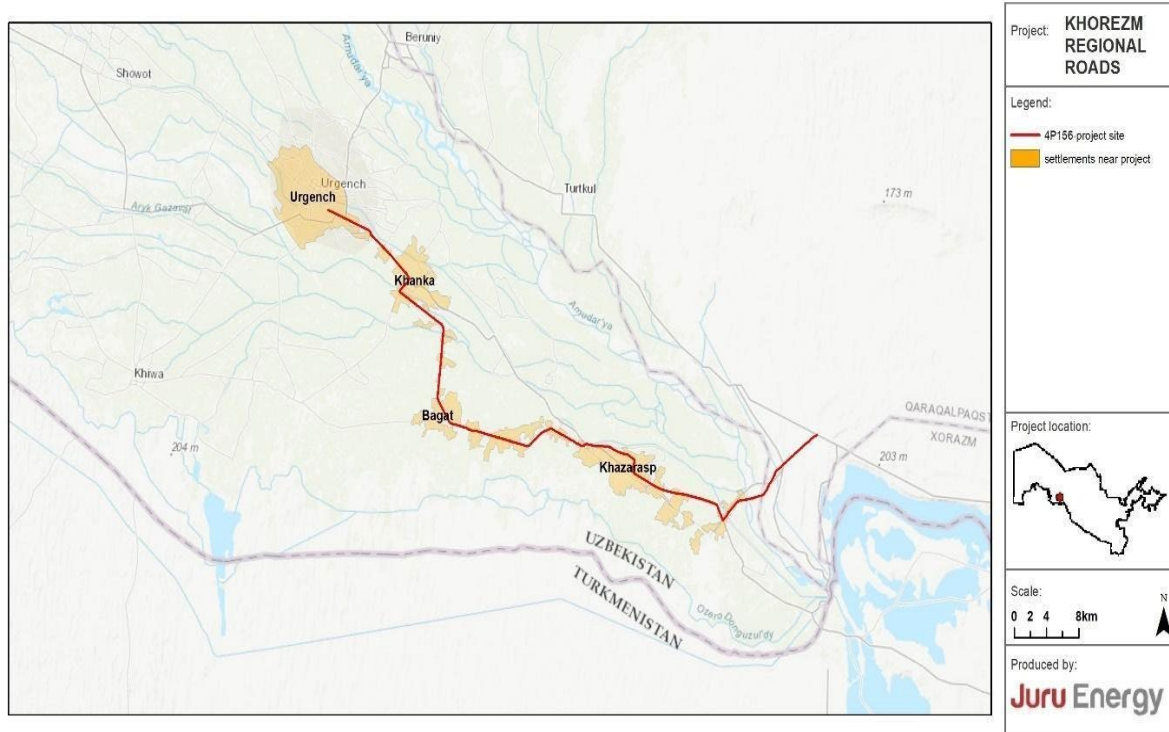 Beruniy
Amudar'ya
Showot
Urgench
Urgench
Turtkul
173 m
Aryk Gazavat
Khanka
Amudar'ya
Khiwa
Bagat
QARAQALPAQST
XORAZM
204 m
Khazarasp
203 m
UZBEKISTAN
TURKMENISTAN
Ozero Donguzul'dy
Project: KHOREZM
REGIONAL
ROADS
Legend:
4P156-project site
settlements near project
Project location:
Scale:
N
0 2 4 8km
Produced by:
Juru Energy